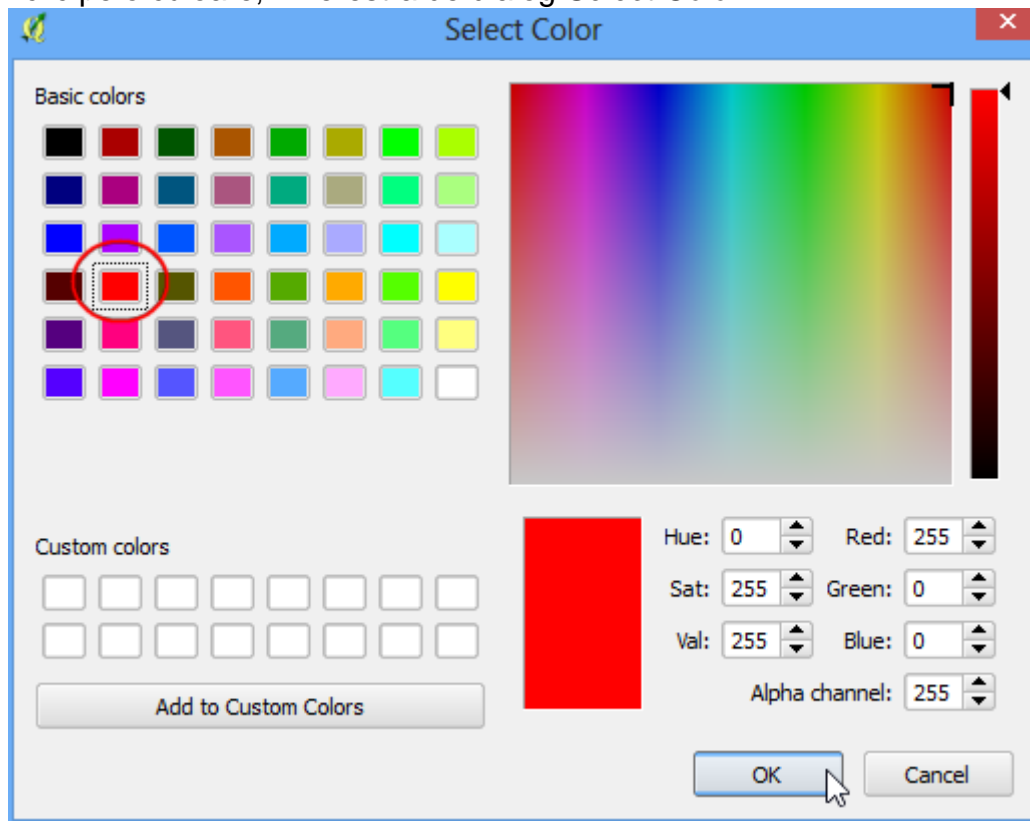 Select Color
Basic colors
Custom colors
Add to Custom Colors
Hue: 0 Red: 255
Sat: 255 Green: 0
Val: 255 Blue: 0
Alpha channel: 255
OK Cancel